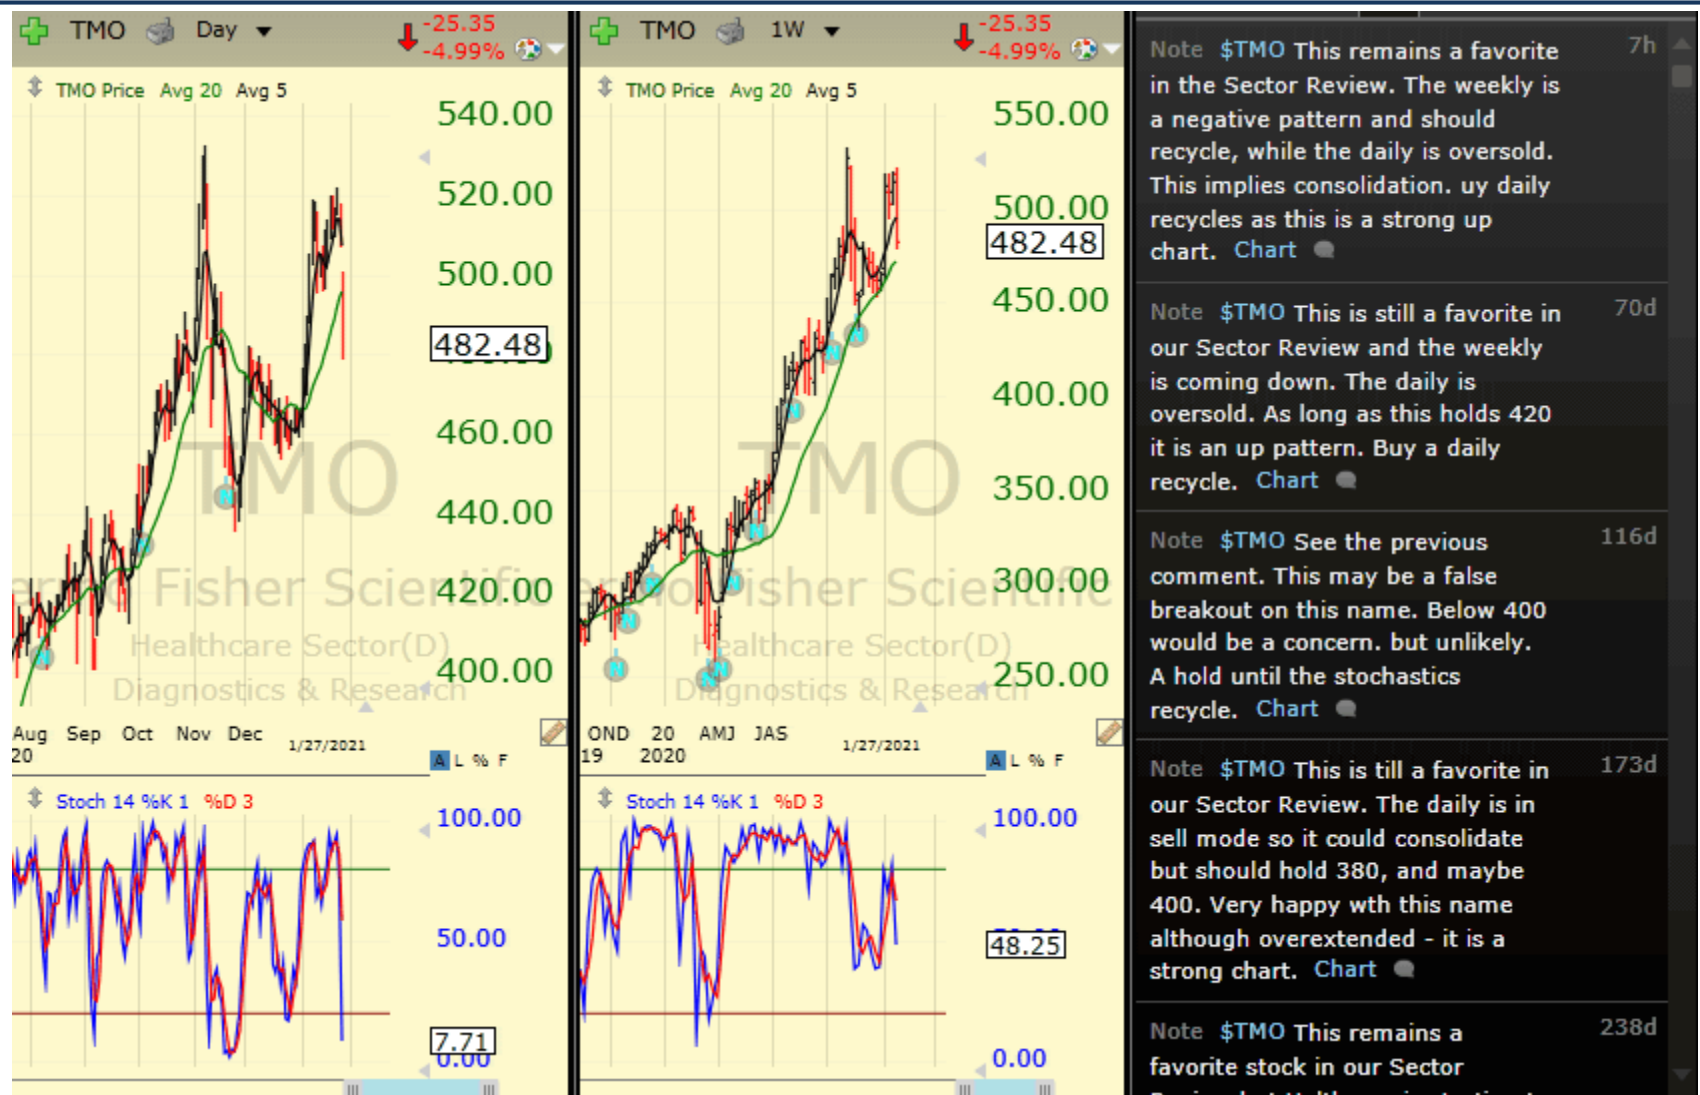 TMO Day -25.35
-4.99%
TMO Price Avg 20 Avg 5
540.00
520.00
500.00
482.48
460.00
440.00
420.00
400.00
TMO
Fisher Scientific
Healthcare Sector(D)
Diagnostics & Research
N
N
N
Aug Sep Oct Nov Dec 1/27/2021
20
A L % F
Stoch 14 %K 1 %D 3
100.00
50.00
7.71
0.00
TMO 1W -25.35
-4.99%
TMO Price Avg 20 Avg 5
550.00
500.00
482.48
450.00
400.00
350.00
300.00
250.00
TMO
Fisher Scientific
Healthcare Sector(D)
Diagnostics & Research
N
N
N
N
N
N
N
N
N
N
OND 20 AMJ JAS 1/27/2021
19 2020
A L % F
Stoch 14 %K 1 %D 3
100.00
48.25
0.00
Note $TMO This remains a favorite 7h
in the Sector Review. The weekly is
a negative pattern and should
recycle, while the daily is oversold.
This implies consolidation. uy daily
recycles as this is a strong up
chart. Chart
Note $TMO This is still a favorite in 70d
our Sector Review and the weekly
is coming down. The daily is
oversold. As long as this holds 420
it is an up pattern. Buy a daily
recycle. Chart
Note $TMO See the previous 116d
comment. This may be a false
breakout on this name. Below 400
would be a concern. but unlikely.
A hold until the stochastics
recycle. Chart
Note $TMO This is till a favorite in 173d
our Sector Review. The daily is in
sell mode so it could consolidate
but should hold 380, and maybe
400. Very happy wth this name
although overextended - it is a
strong chart. Chart
Note $TMO This remains a 238d
favorite stock in our Sector